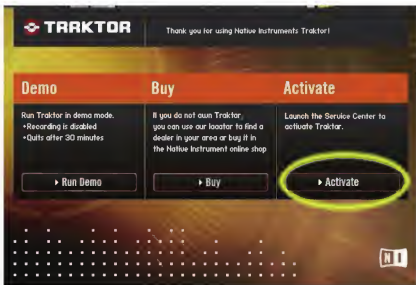 TRAKTOR
Thank you for using Native Instruments Traktor!
Demo
Buy
Activate
Run Traktor in demo mode.
•Recording is disabled
•Quits after 30 minutes
If you do not own Traktor,
you can use our loaator to find a
dealer in your area ar buy it in
the Native Instrument online shop
Launch the Service Center to
activate Traktor.
▸ Run Demo
▸ Buy
▸ Activate
NI